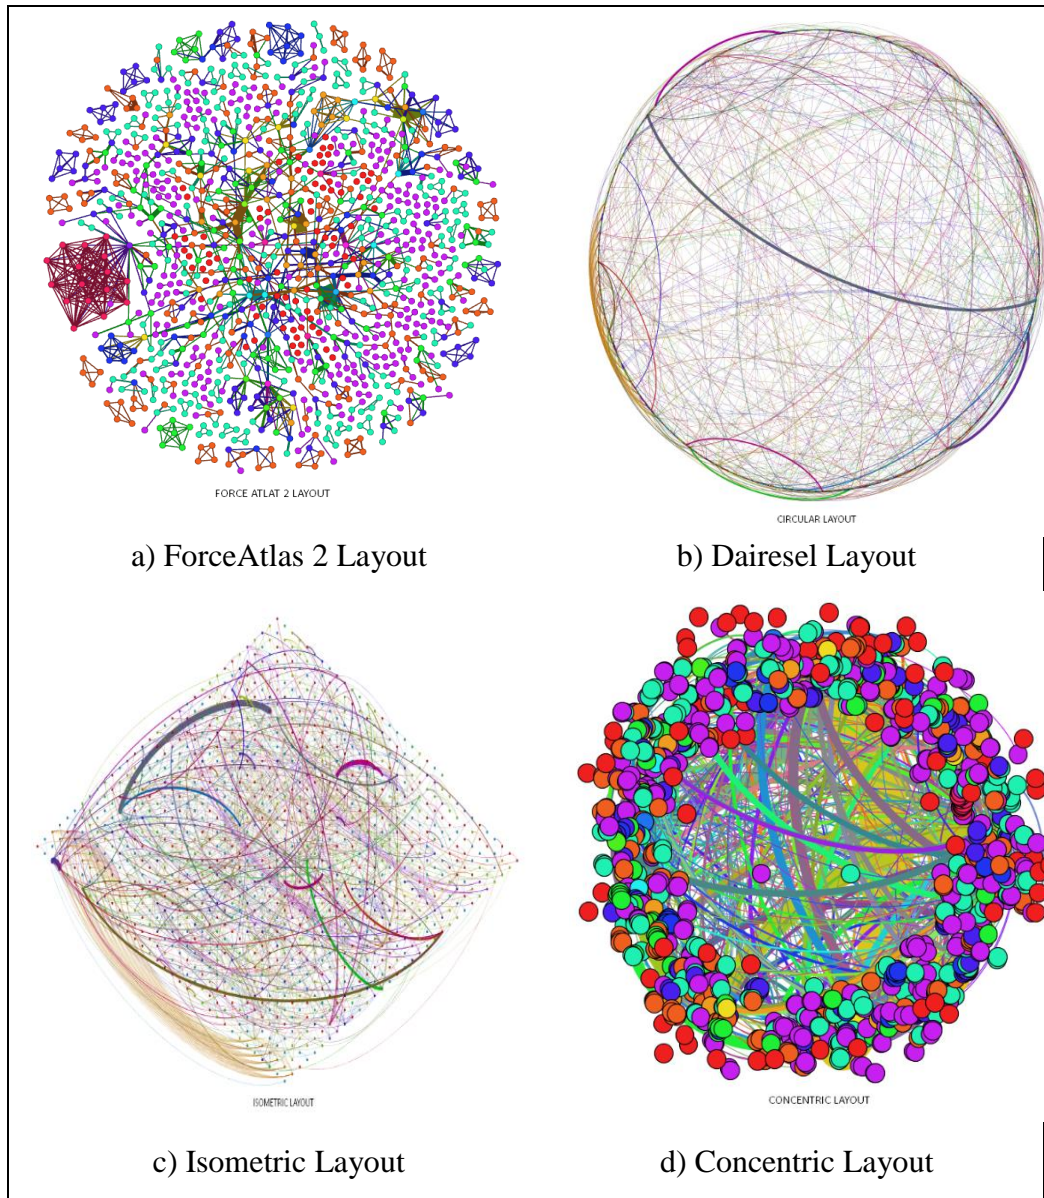 FORCE ATLAT 2 LAYOUT
CIRCULAR LAYOUT
a) ForceAtlas 2 Layout
b) Dairesel Layout
ISOMETRIC LAYOUT
CONCENTRIC LAYOUT
c) Isometric Layout
d) Concentric Layout